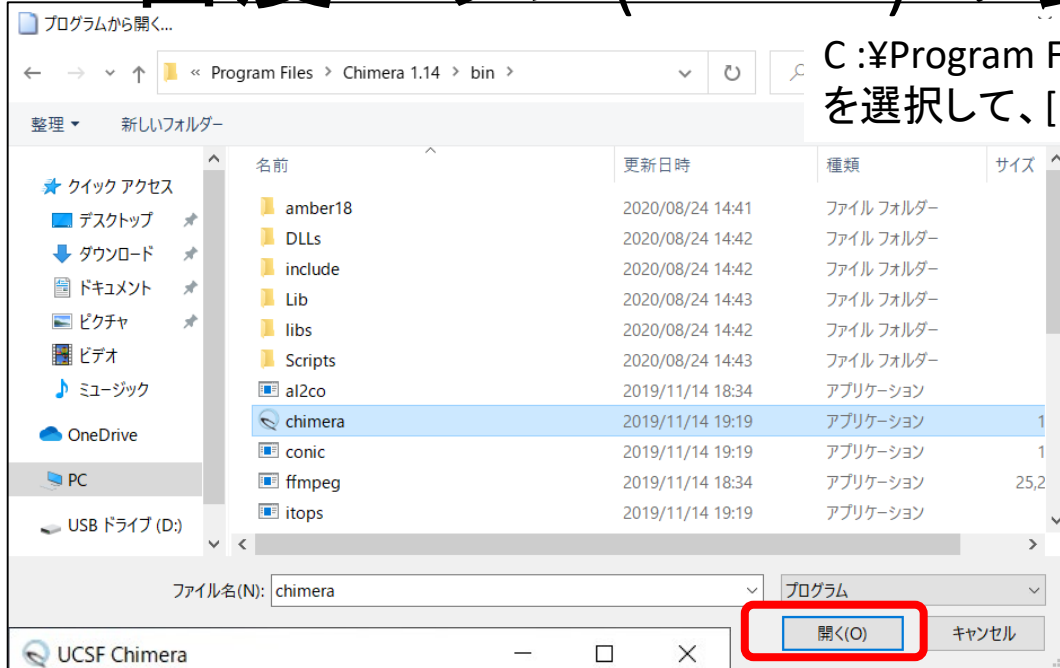 プログラムから開く...
« Program Files > Chimera 1.14 > bin >
C :¥Program F
を選択して、[
整理 新しいフォルダー
名前 更新日時 種類 サイズ
クイック アクセス
デスクトップ
ダウンロード
ドキュメント
ピクチャ
ビデオ
ミュージック
OneDrive
PC
USB ドライブ (D:)
amber18 2020/08/24 14:41 ファイル フォルダー
DLLs 2020/08/24 14:42 ファイル フォルダー
include 2020/08/24 14:42 ファイル フォルダー
Lib 2020/08/24 14:43 ファイル フォルダー
libs 2020/08/24 14:42 ファイル フォルダー
Scripts 2020/08/24 14:43 ファイル フォルダー
al2co 2019/11/14 18:34 アプリケーション
chimera 2019/11/14 19:19 アプリケーション 1
conic 2019/11/14 19:19 アプリケーション 1
ffmpeg 2019/11/14 18:34 アプリケーション 25,2
itops 2019/11/14 19:19 アプリケーション
ファイル名(N): chimera プログラム
開く(O) キャンセル
UCSF Chimera